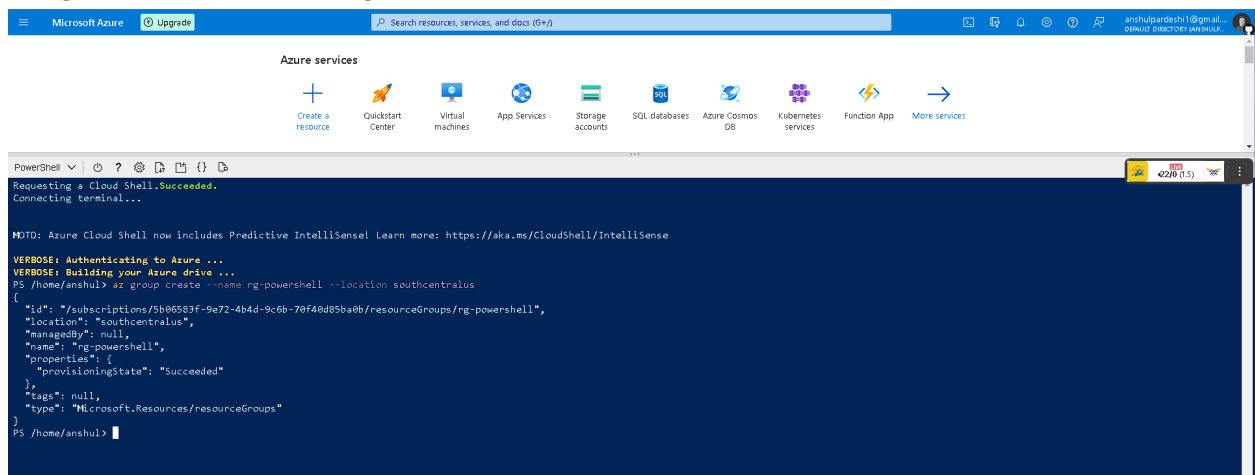 Microsoft Azure
Upgrade
Search resources, services, and docs (G+/)
anshulpardeshi1@gmail....
DEFAULT DIRECTORY (ANSHULP...
Azure services
Create a resource
Quickstart Center
Virtual machines
App Services
Storage accounts
SQL databases
Azure Cosmos DB
Kubernetes services
Function App
More services
PowerShell
LIVE
22/0 (1.5)
Requesting a Cloud Shell.Succeeded.
Connecting terminal...
MOTD: Azure Cloud Shell now includes Predictive IntelliSense! Learn more: https://aka.ms/CloudShell/IntelliSense
VERBOSE: Authenticating to Azure ...
VERBOSE: Building your Azure drive ...
PS /home/anshul> az group create --name rg-powershell --location southcentralus
{
  "id": "/subscriptions/5b06583f-9e72-4b4d-9c6b-70f40d85ba0b/resourceGroups/rg-powershell",
  "location": "southcentralus",
  "managedBy": null,
  "name": "rg-powershell",
  "properties": {
    "provisioningState": "Succeeded"
  },
  "tags": null,
  "type": "Microsoft.Resources/resourceGroups"
}
PS /home/anshul>